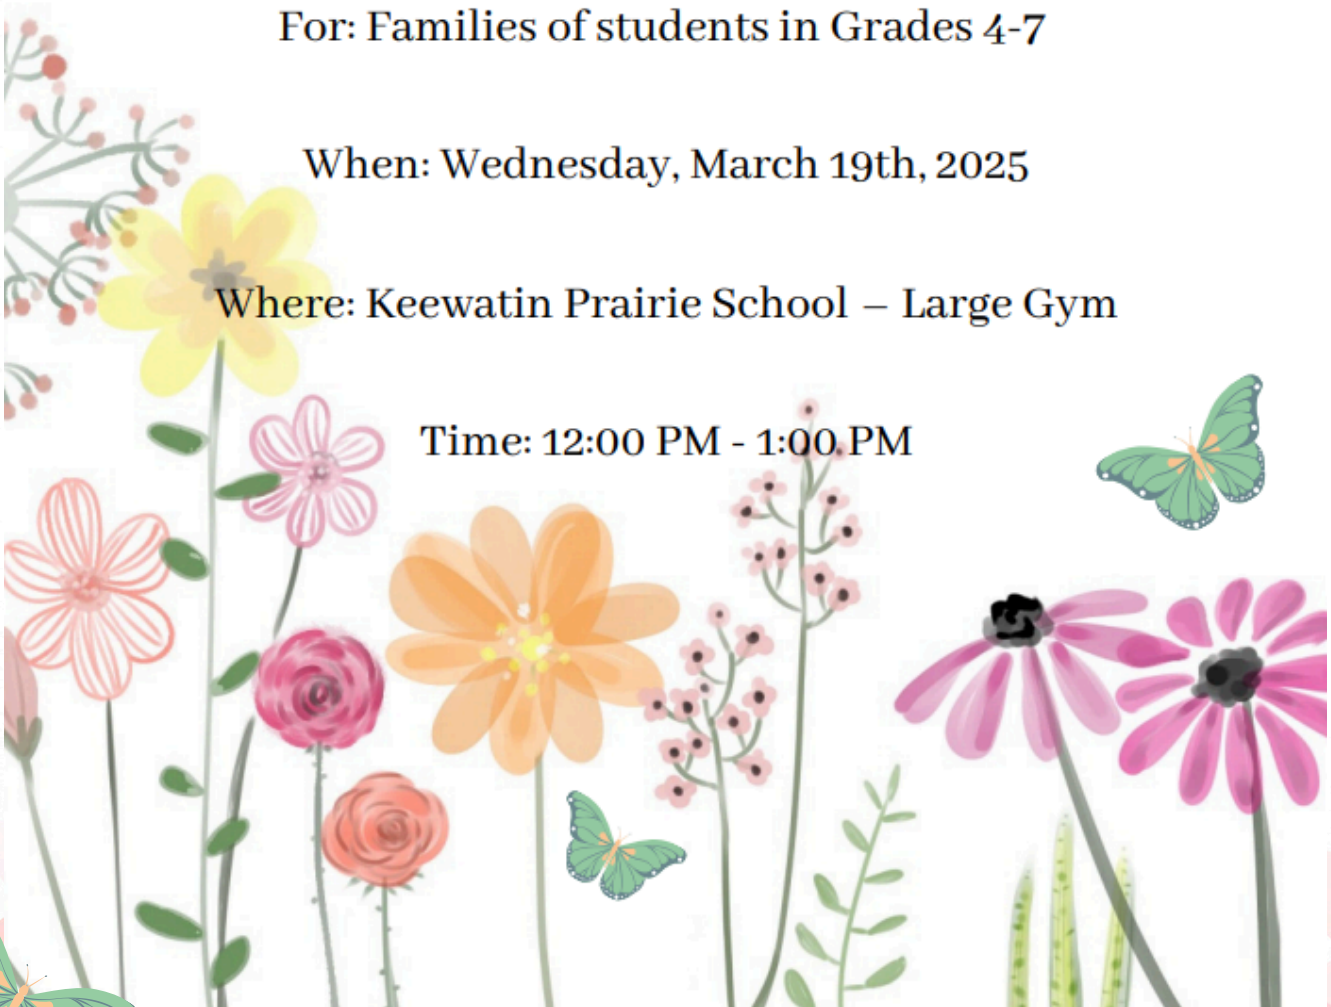 For: Families of students in Grades 4-7
When: Wednesday, March 19th, 2025
Where: Keewatin Prairie School – Large Gym
Time: 12:00 PM - 1:00 PM